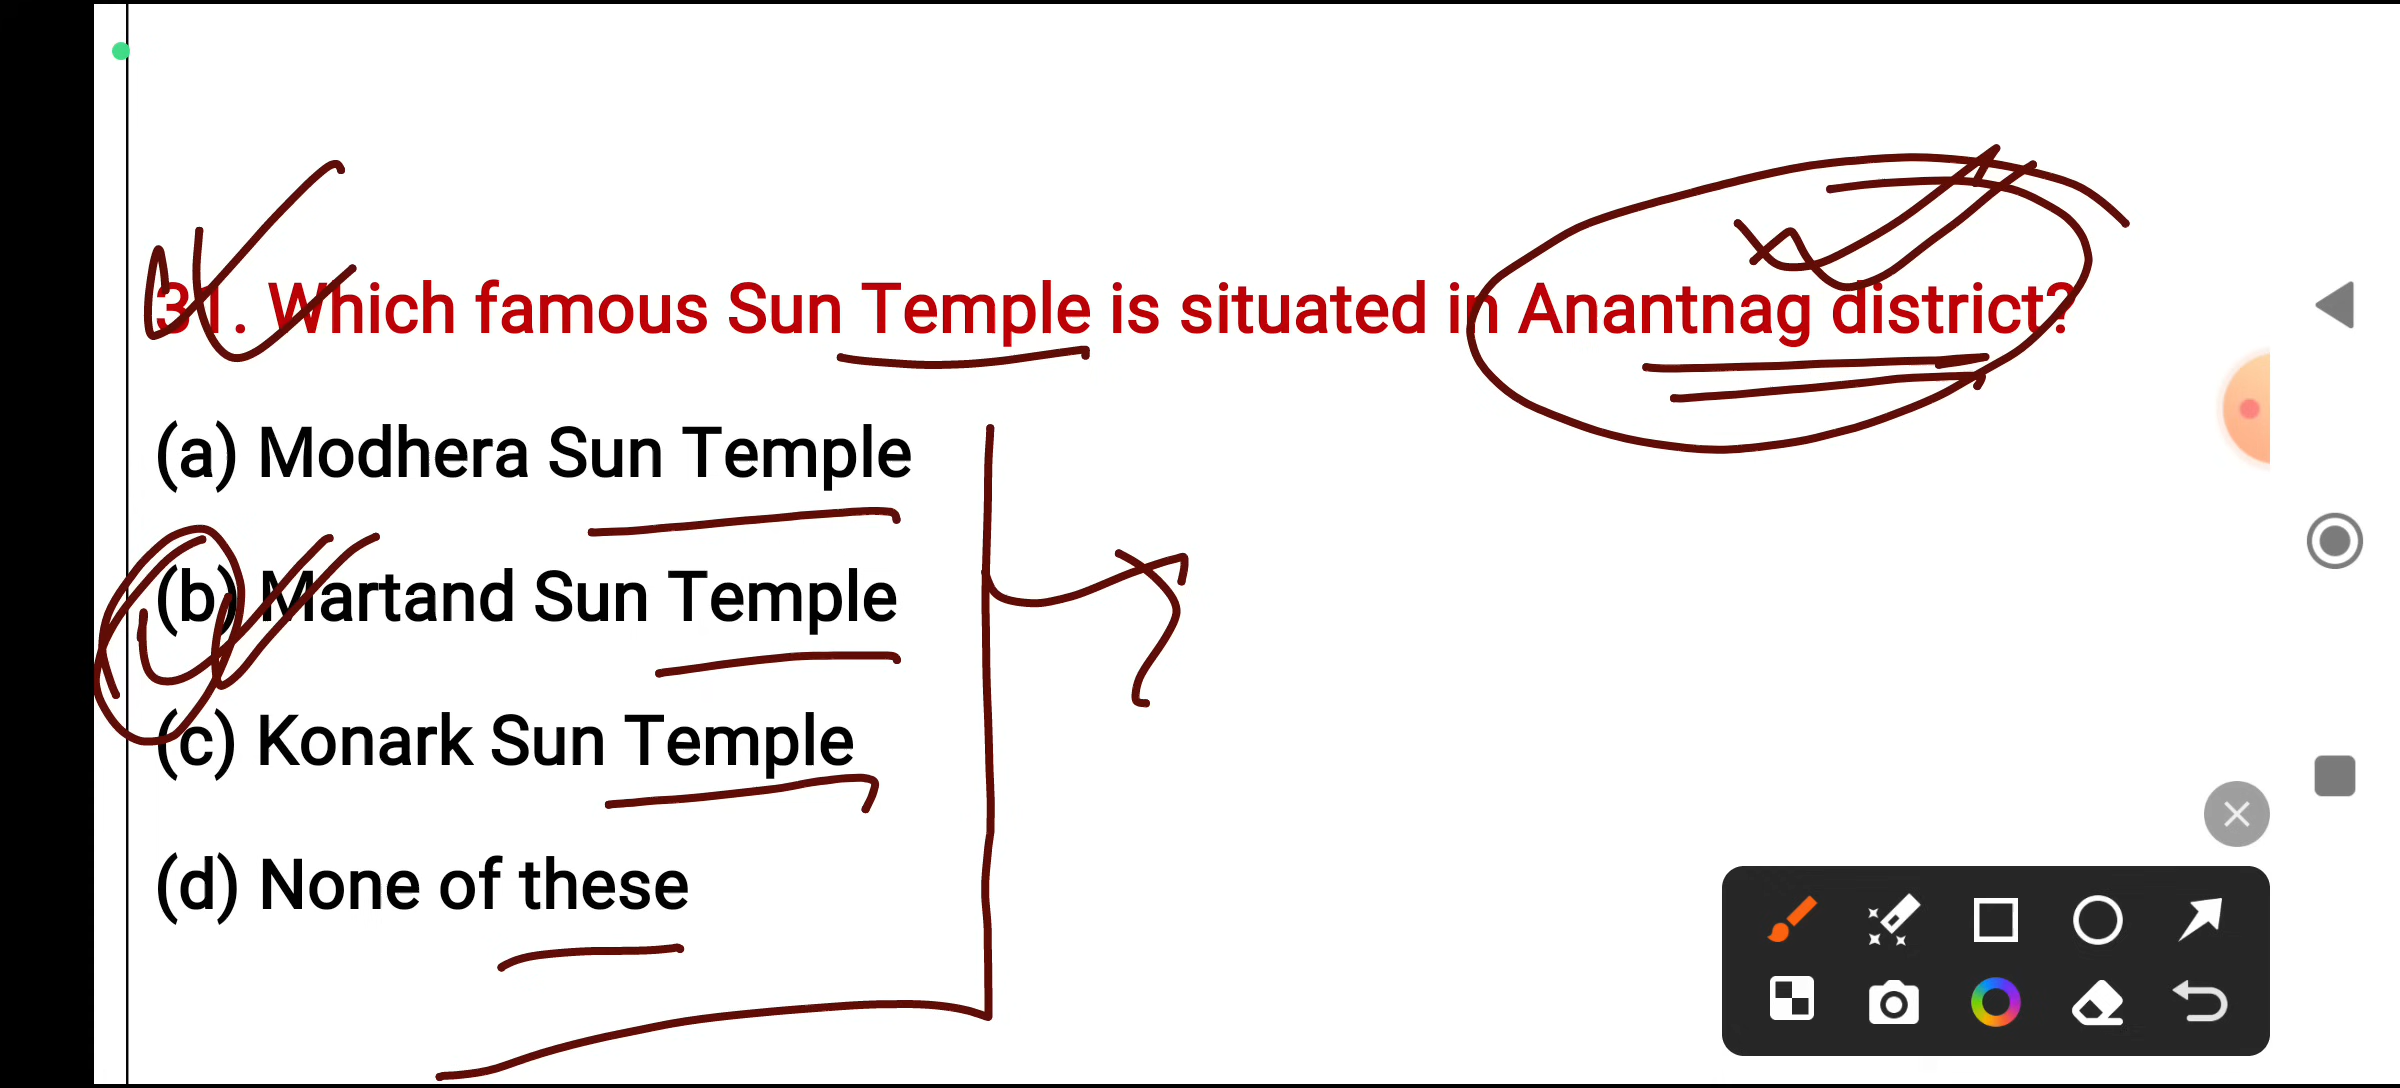 31. Which famous Sun Temple is situated in Anantnag district?
(a) Modhera Sun Temple
(b) Martand Sun Temple
(c) Konark Sun Temple
(d) None of these